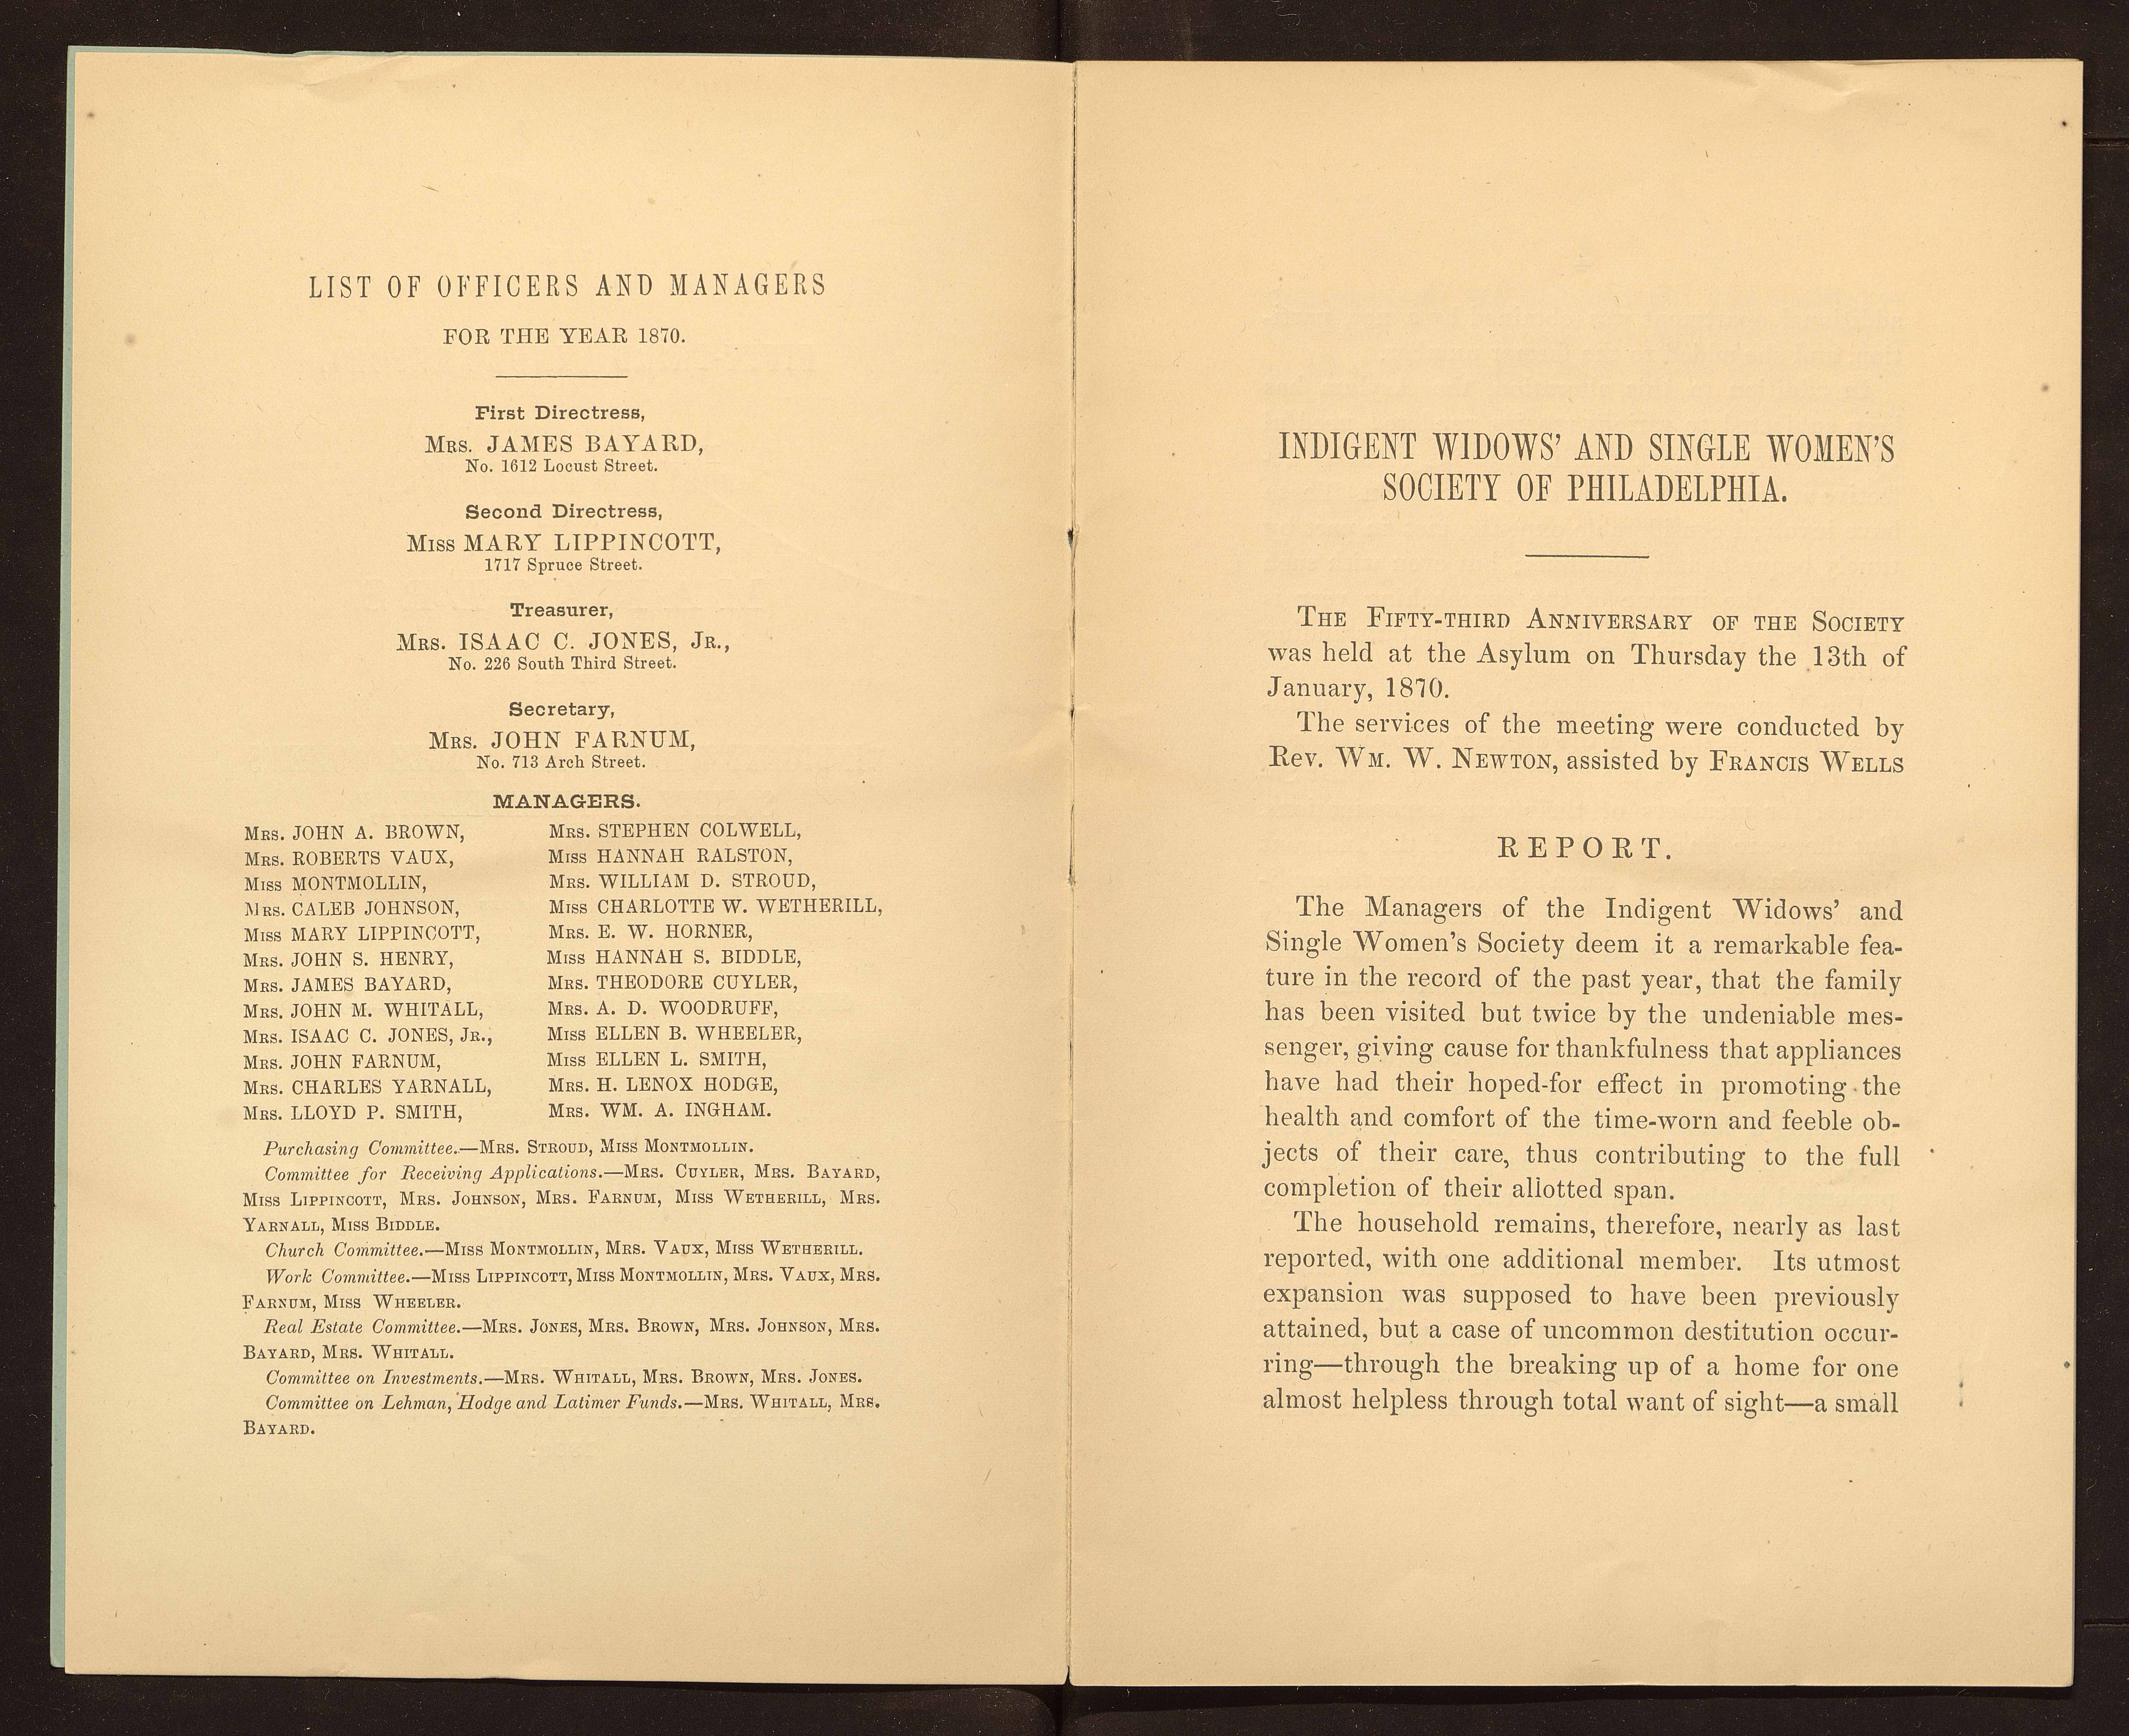 LIST OF OFFICERS AND MANAGERS
FOR THE YEAR 1870.
First Directress,
Mrs. JAMES BAYARD,
No. 1612 Locust Street.
Second Directress,
Miss MARY LIPPINCOTT,
1717 Spruce Street.
Treasurer,
Mrs. ISAAC C. JONES, Jr.,
No. 226 South Third Street.
Secretary,
Mrs. JOHN FARNUM,
No. 713 Arch Street.
MANAGERS.
Mrs. JOHN A. BROWN,
Mrs. ROBERTS VAUX,
Miss MONTMOLLIN,
Mrs. CALEB JOHNSON,
Miss MARY LIPPINCOTT,
Mrs. JOHN S. HENRY,
Mrs. JAMES BAYARD,
Mrs. JOHN M. WHITALL,
Mrs. ISAAC C. JONES, Jr.,
Mrs. JOHN FARNUM,
Mrs. CHARLES YARNALL,
Mrs. LLOYD P. SMITH,
Mrs. STEPHEN COLWELL,
Miss HANNAH RALSTON,
Mrs. WILLIAM D. STROUD,
Miss CHARLOTTE W. WETHERILL,
Mrs. E. W. HORNER,
Miss HANNAH S. BIDDLE,
Mrs. THEODORE CUYLER,
Mrs. A. D. WOODRUFF,
Miss ELLEN B. WHEELER,
Miss ELLEN L. SMITH,
Mrs. H. LENOX HODGE,
Mrs. WM. A. INGHAM.
Purchasing Committee.—Mrs. Stroud, Miss Montmollin.
Committee for Receiving Applications.—Mrs. Cuyler, Mrs. Bayard,
Miss Lippincott, Mrs. Johnson, Mrs. Farnum, Miss Wetherill, Mrs.
Yarnall, Miss Biddle.
Church Committee.—Miss Montmollin, Mrs. Vaux, Miss Wetherill.
Work Committee.—Miss Lippincott, Miss Montmollin, Mrs. Vaux, Mrs.
Farnum, Miss Wheeler.
Real Estate Committee.—Mrs. Jones, Mrs. Brown, Mrs. Johnson, Mrs.
Bayard, Mrs. Whitall.
Committee on Investments.—Mrs. Whitall, Mrs. Brown, Mrs. Jones.
Committee on Lehman, Hodge and Latimer Funds.—Mrs. Whitall, Mrs.
Bayard.
INDIGENT WIDOWS' AND SINGLE WOMEN'S
SOCIETY OF PHILADELPHIA.
The Fifty-third Anniversary of the Society
was held at the Asylum on Thursday the 13th of
January, 1870.
The services of the meeting were conducted by
Rev. Wm. W. Newton, assisted by Francis Wells
REPORT.
The Managers of the Indigent Widows' and
Single Women's Society deem it a remarkable fea-
ture in the record of the past year, that the family
has been visited but twice by the undeniable mes-
senger, giving cause for thankfulness that appliances
have had their hoped-for effect in promoting the
health and comfort of the time-worn and feeble ob-
jects of their care, thus contributing to the full
completion of their allotted span.
The household remains, therefore, nearly as last
reported, with one additional member. Its utmost
expansion was supposed to have been previously
attained, but a case of uncommon destitution occur-
ring—through the breaking up of a home for one
almost helpless through total want of sight—a small